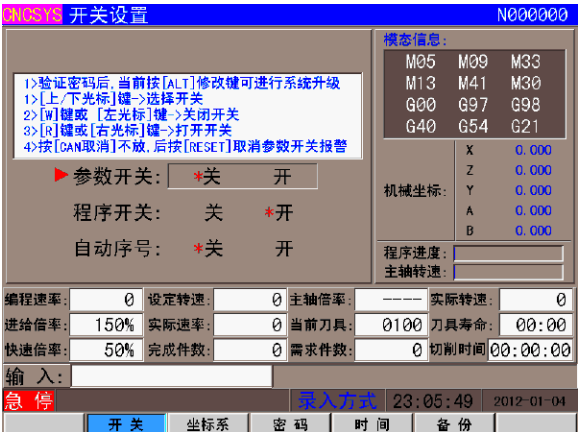 CNCSYS 开关设置 N000000
1>验证密码后,当前按[ALT]修改键可进行系统升级
1>[上/下光标]键->选择开关
2>[W]键或 [左光标]键->关闭开关
3>[R]键或[右光标]键->打开开关
4>按[CAN取消]不放,后按[RESET]取消参数开关报警
参数开关: *关 开
程序开关: 关 *开
自动序号: *关 开
模态信息:
M05 M09 M33
M13 M41 M30
G00 G97 G98
G40 G54 G21
机械坐标:
X 0.000
Z 0.000
Y 0.000
A 0.000
B 0.000
程序进度:
主轴转速:
编程速率: 0 设定转速: 0 主轴倍率: ---- 实际转速: 0
进给倍率: 150% 实际速率: 0 当前刀具: 0100 刀具寿命: 00:00
快速倍率: 50% 完成件数: 0 需求件数: 0 切削时间 00:00:00
输 入:
急 停 录入方式 23:05:49 2012-01-04
开 关 坐标系 密 码 时 间 备 份